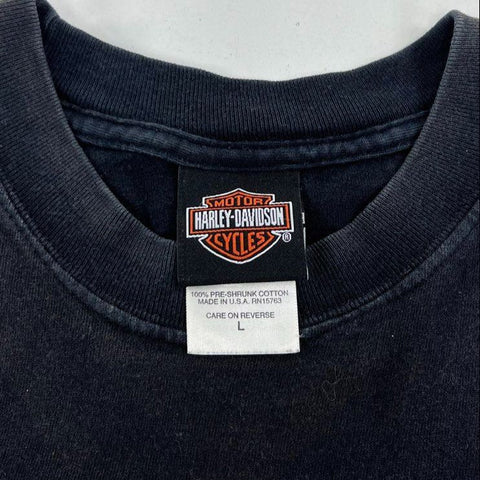 MOTOR
HARLEY-DAVIDSON
CYCLES®
100% PRE-SHRUNK COTTON
MADE IN U.S.A. RN15763
CARE ON REVERSE
L